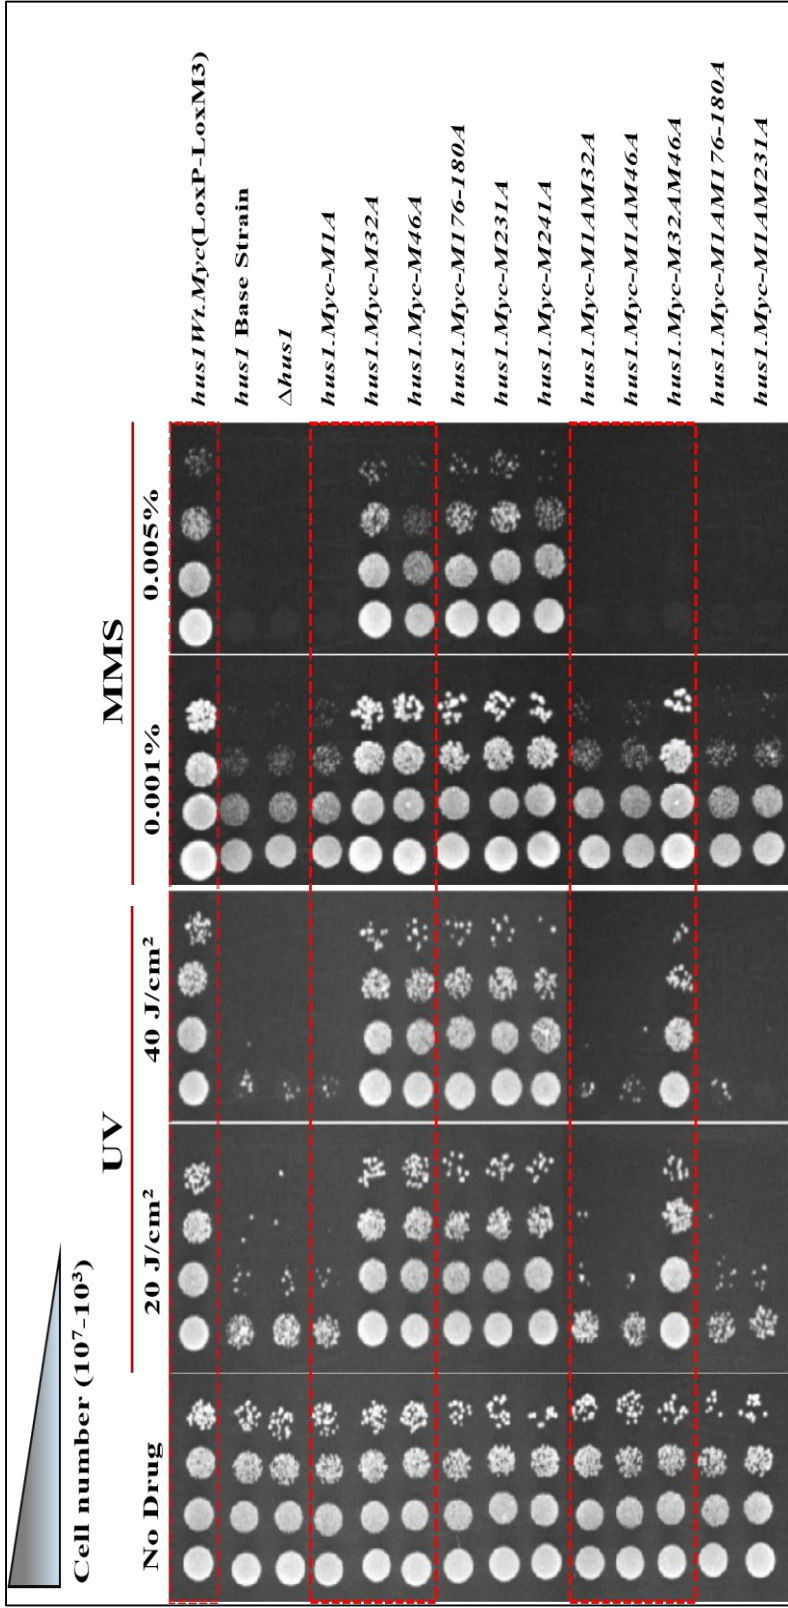 Cell number (10⁷-10³)
UV
MMS
No Drug
20 J/cm²
40 J/cm²
0.001%
0.005%
hus1Wt.Myc(LoxP-LoxM3)
hus1 Base Strain
Δhus1
hus1.Myc-M1A
hus1.Myc-M32A
hus1.Myc-M46A
hus1.Myc-M176-180A
hus1.Myc-M231A
hus1.Myc-M241A
hus1.Myc-M1AM32A
hus1.Myc-M1AM46A
hus1.Myc-M32AM46A
hus1.Myc-M1AM176-180A
hus1.Myc-M1AM231A